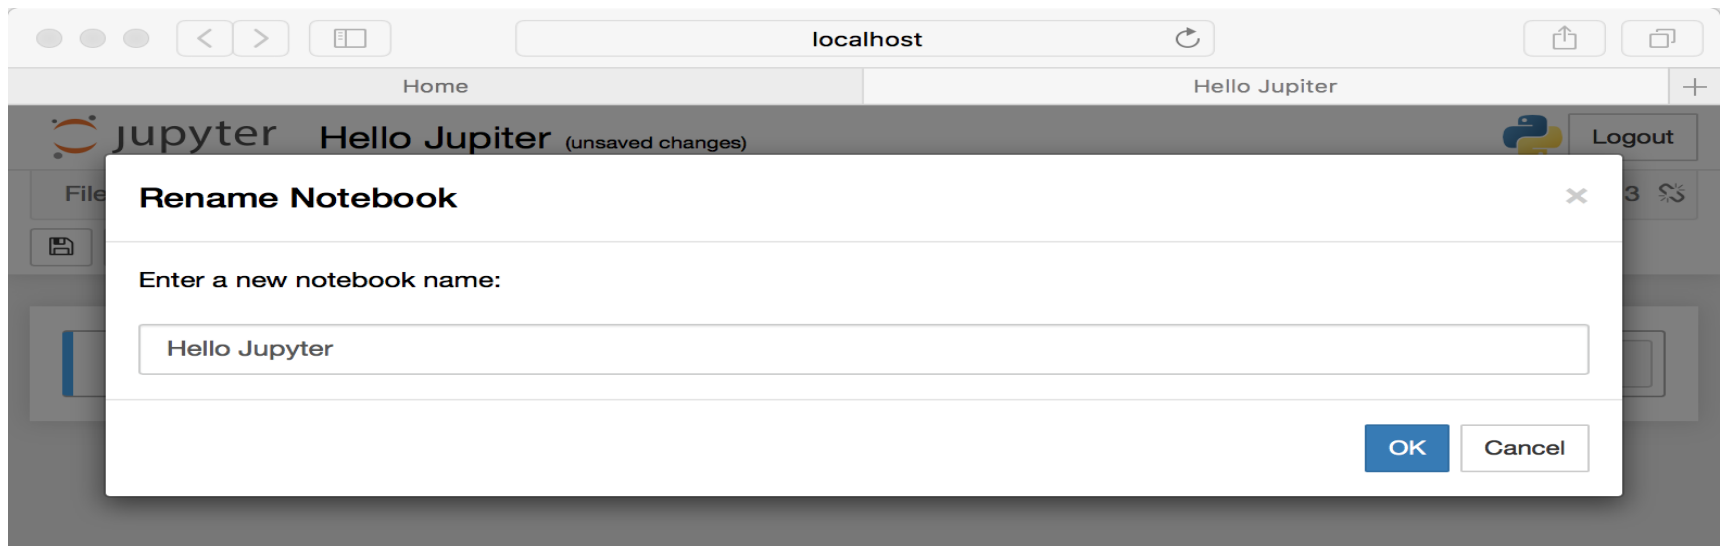 localhost
Home
Hello Jupiter
jupyter Hello Jupiter (unsaved changes)
Logout
File
3
Rename Notebook
Enter a new notebook name:
Hello Jupyter
OK
Cancel